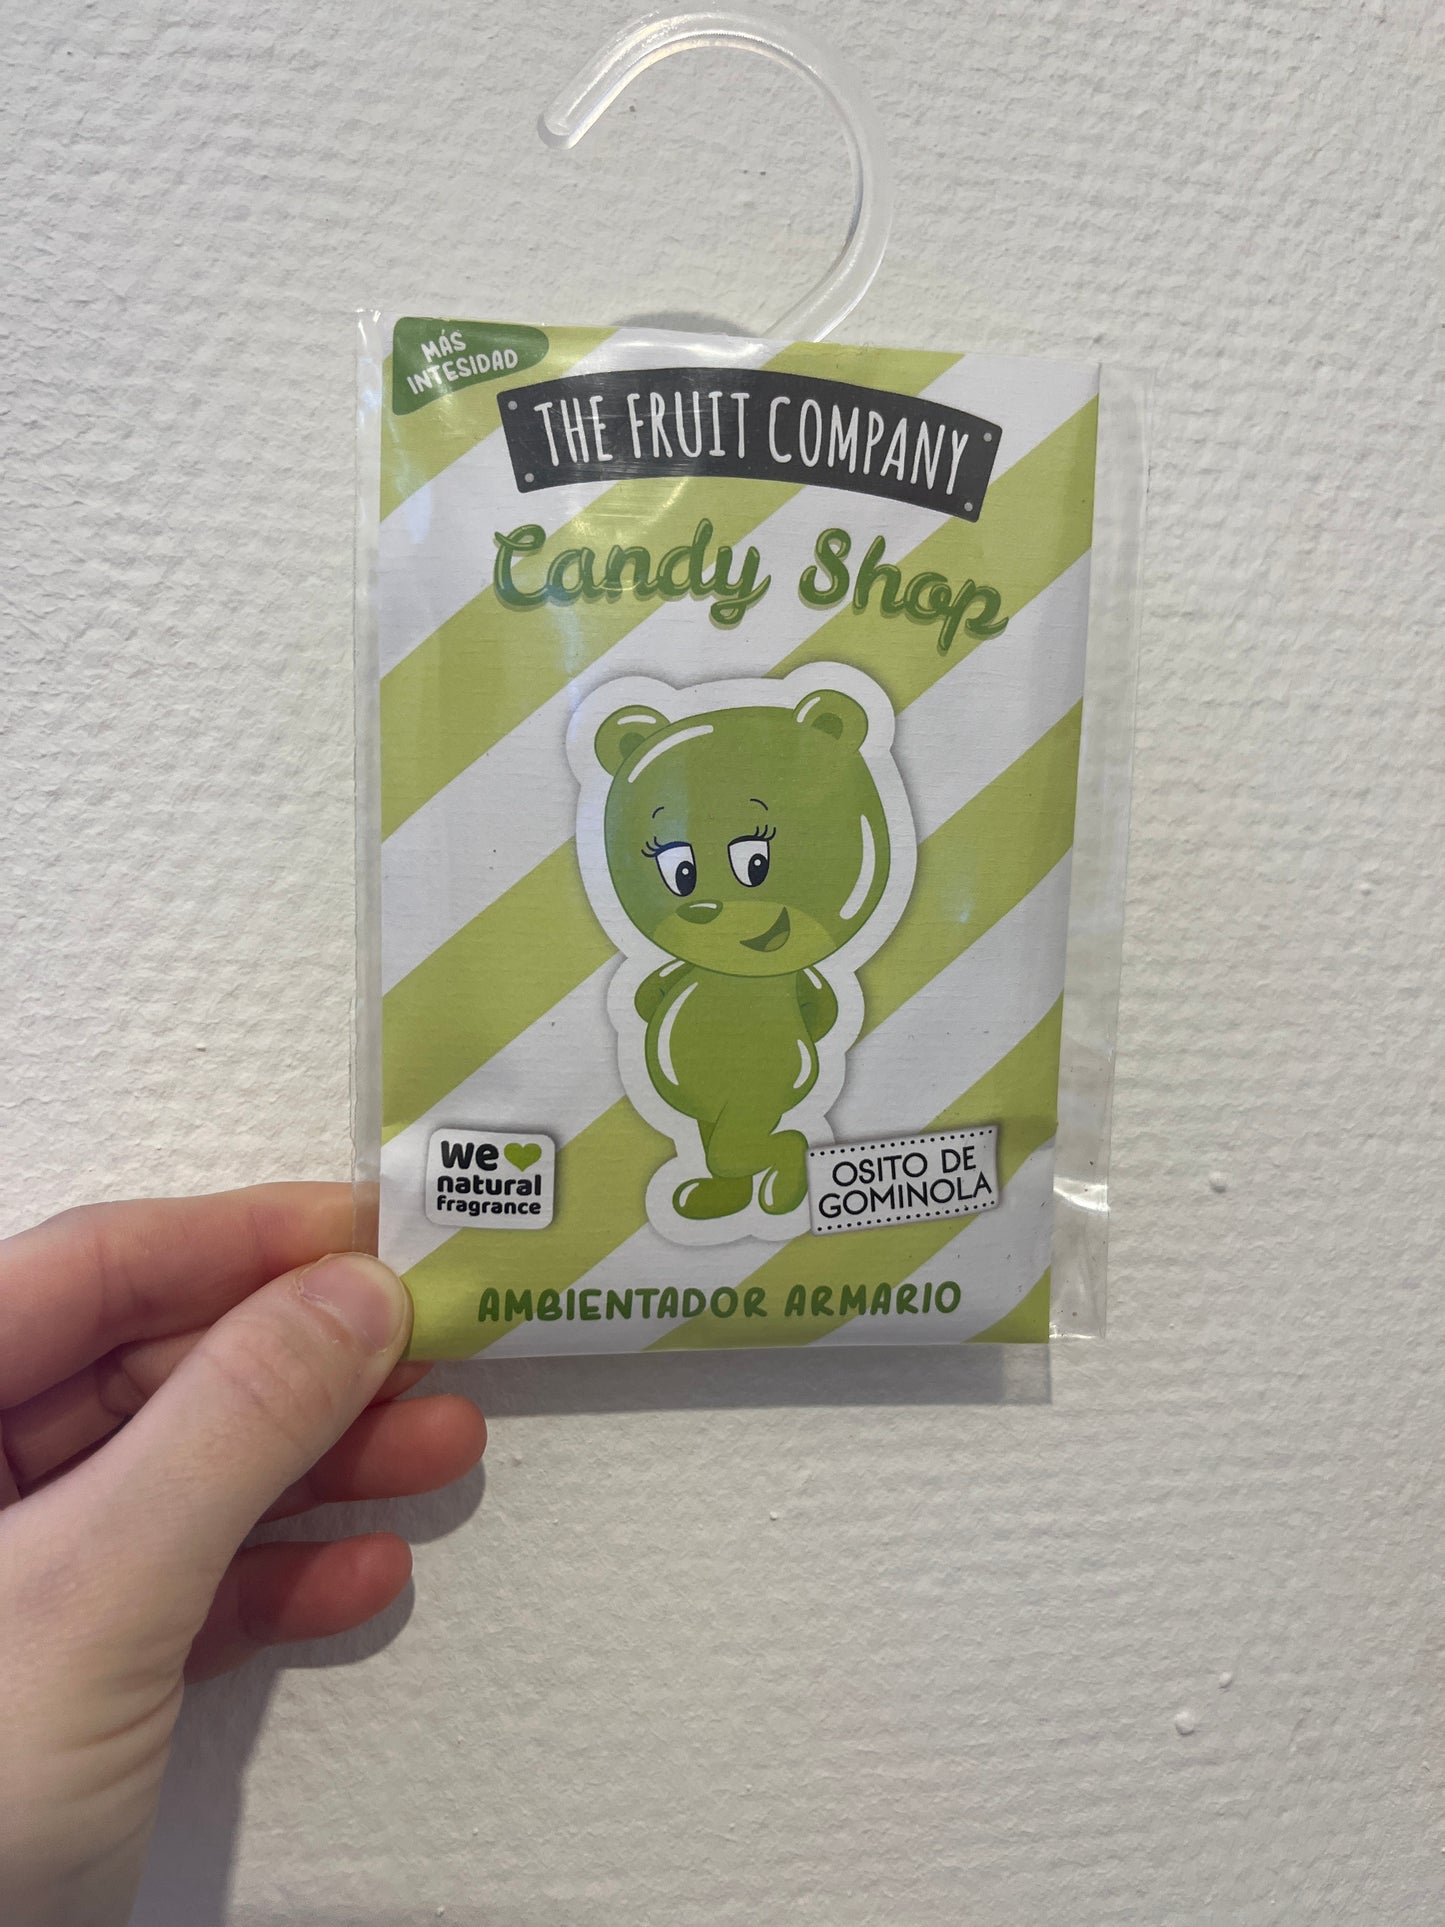 MÁS
INTESIDAD
THE FRUIT COMPANY
Candy Shop
we
natural
fragrance
OSITO DE
GOMINOLA
AMBIENTADOR ARMARIO